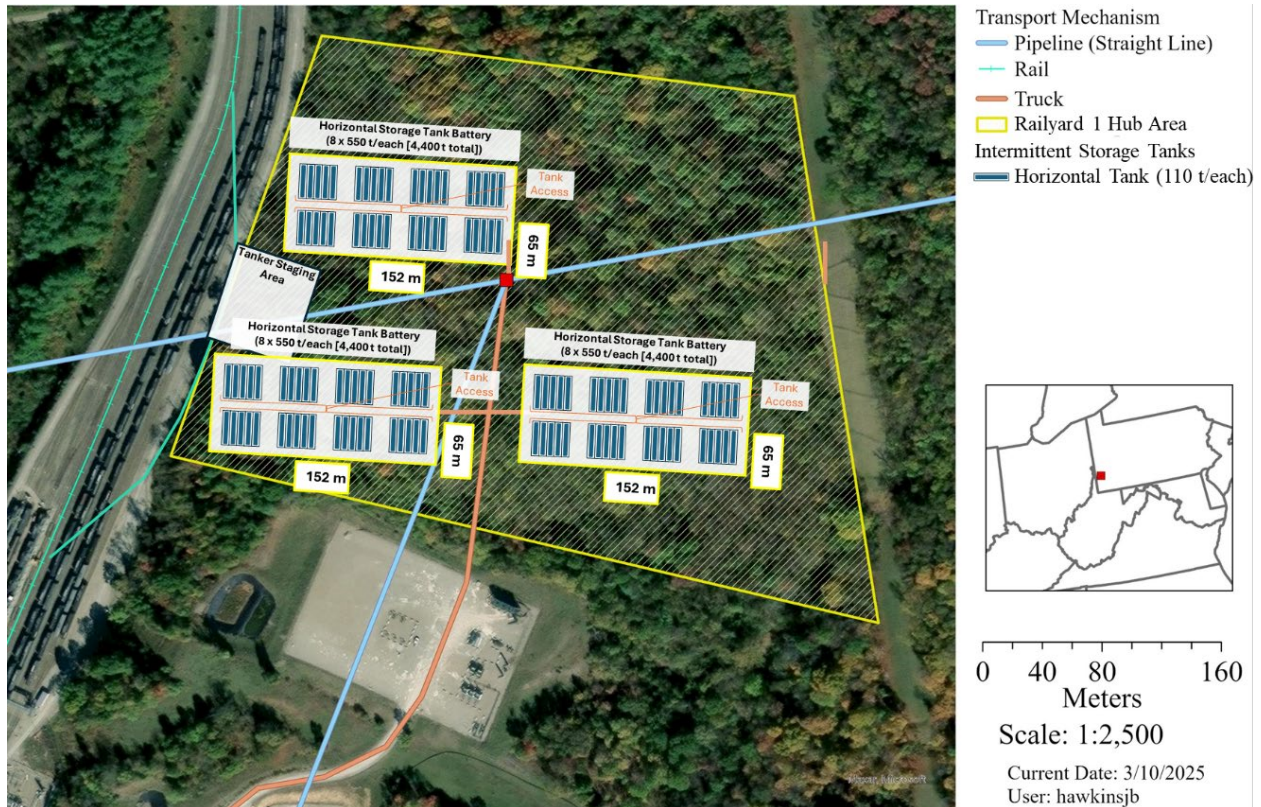 Horizontal Storage Tank Battery
(8 x 550 t/each [4,400 t total])
Tank
Access
65 m
152 m
Tanker Staging
Area
Horizontal Storage Tank Battery
(8 x 550 t/each [4,400 t total])
Tank
Access
65 m
152 m
Horizontal Storage Tank Battery
(8 x 550 t/each [4,400 t total])
Tank
Access
65 m
152 m
Maxar, Microsoft
Transport Mechanism
Pipeline (Straight Line)
Rail
Truck
Railyard 1 Hub Area
Intermittent Storage Tanks
Horizontal Tank (110 t/each)
0 40 80 160
Meters
Scale: 1:2,500
Current Date: 3/10/2025
User: hawkinsjb